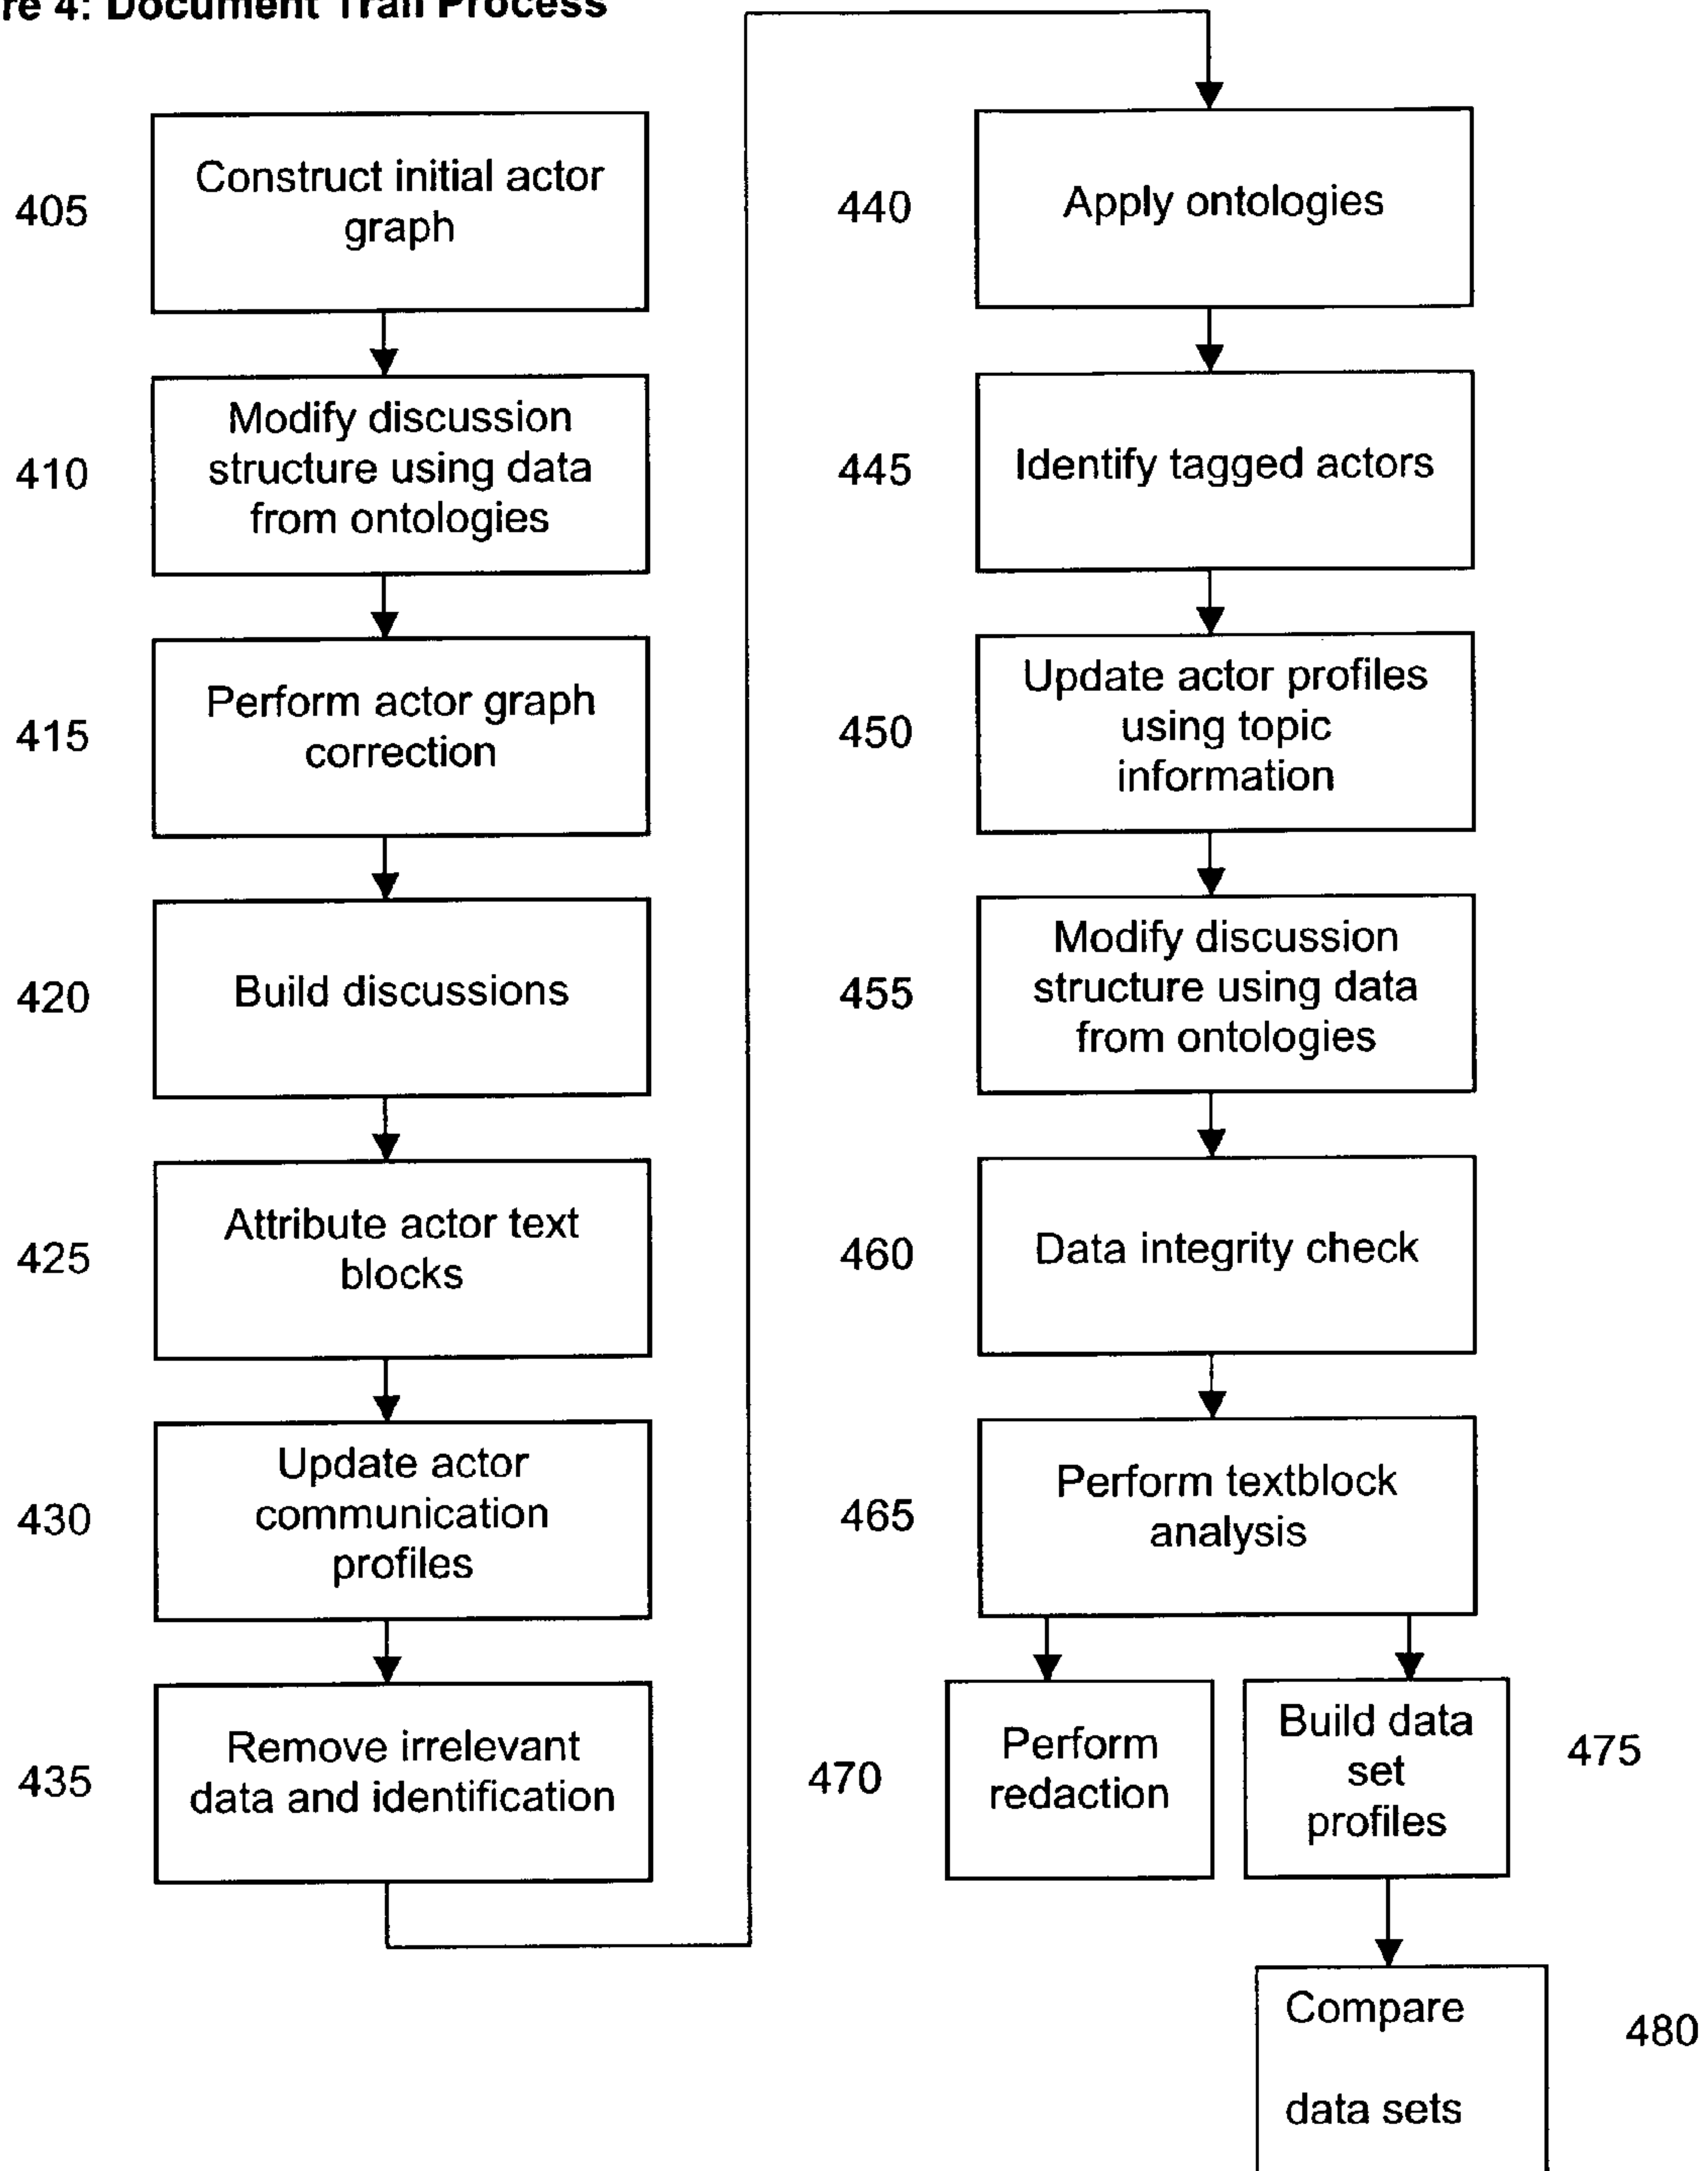 re 4: Document Trail Process
405
Construct initial actor
graph
410
Modify discussion
structure using data
from ontologies
415
Perform actor graph
correction
420
Build discussions
425
Attribute actor text
blocks
430
Update actor
communication
profiles
435
Remove irrelevant
data and identification
440
Apply ontologies
445
Identify tagged actors
450
Update actor profiles
using topic
information
455
Modify discussion
structure using data
from ontologies
460
Data integrity check
465
Perform textblock
analysis
470
Perform
redaction
Build data
set
profiles
475
Compare
data sets
480